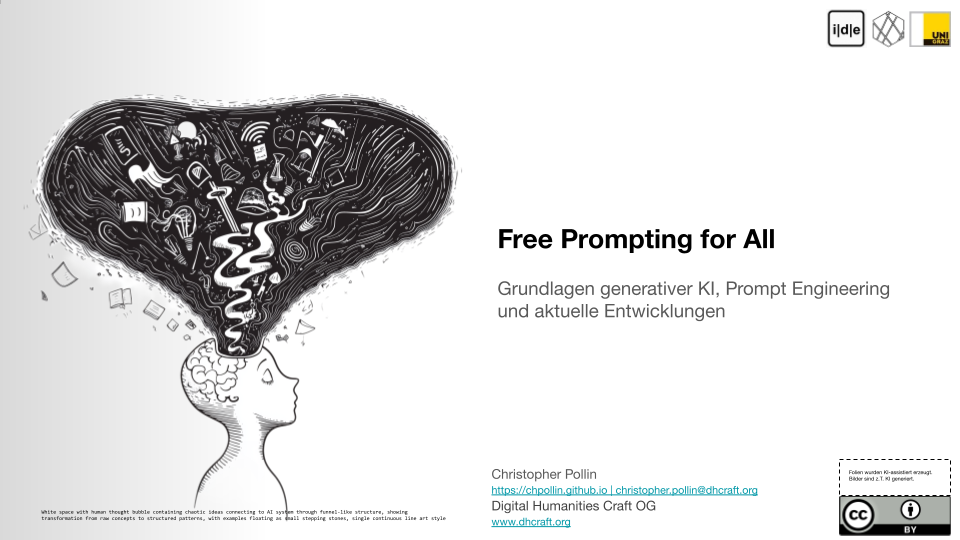 i|d|e
UNI
GRAZ
Free Prompting for All
Grundlagen generativer KI, Prompt Engineering
und aktuelle Entwicklungen
Christopher Pollin
https://chpollin.github.io | christopher.pollin@dhcraft.org
Digital Humanities Craft OG
www.dhcraft.org
Folien wurden KI-assistiert erzeugt.
Bilder sind z.T. KI generiert.
cc
BY
White space with human thought bubble containing chaotic ideas connecting to AI system through funnel-like structure, showing
transformation from raw concepts to structured patterns, with examples floating as small stepping stones, single continuous line art style